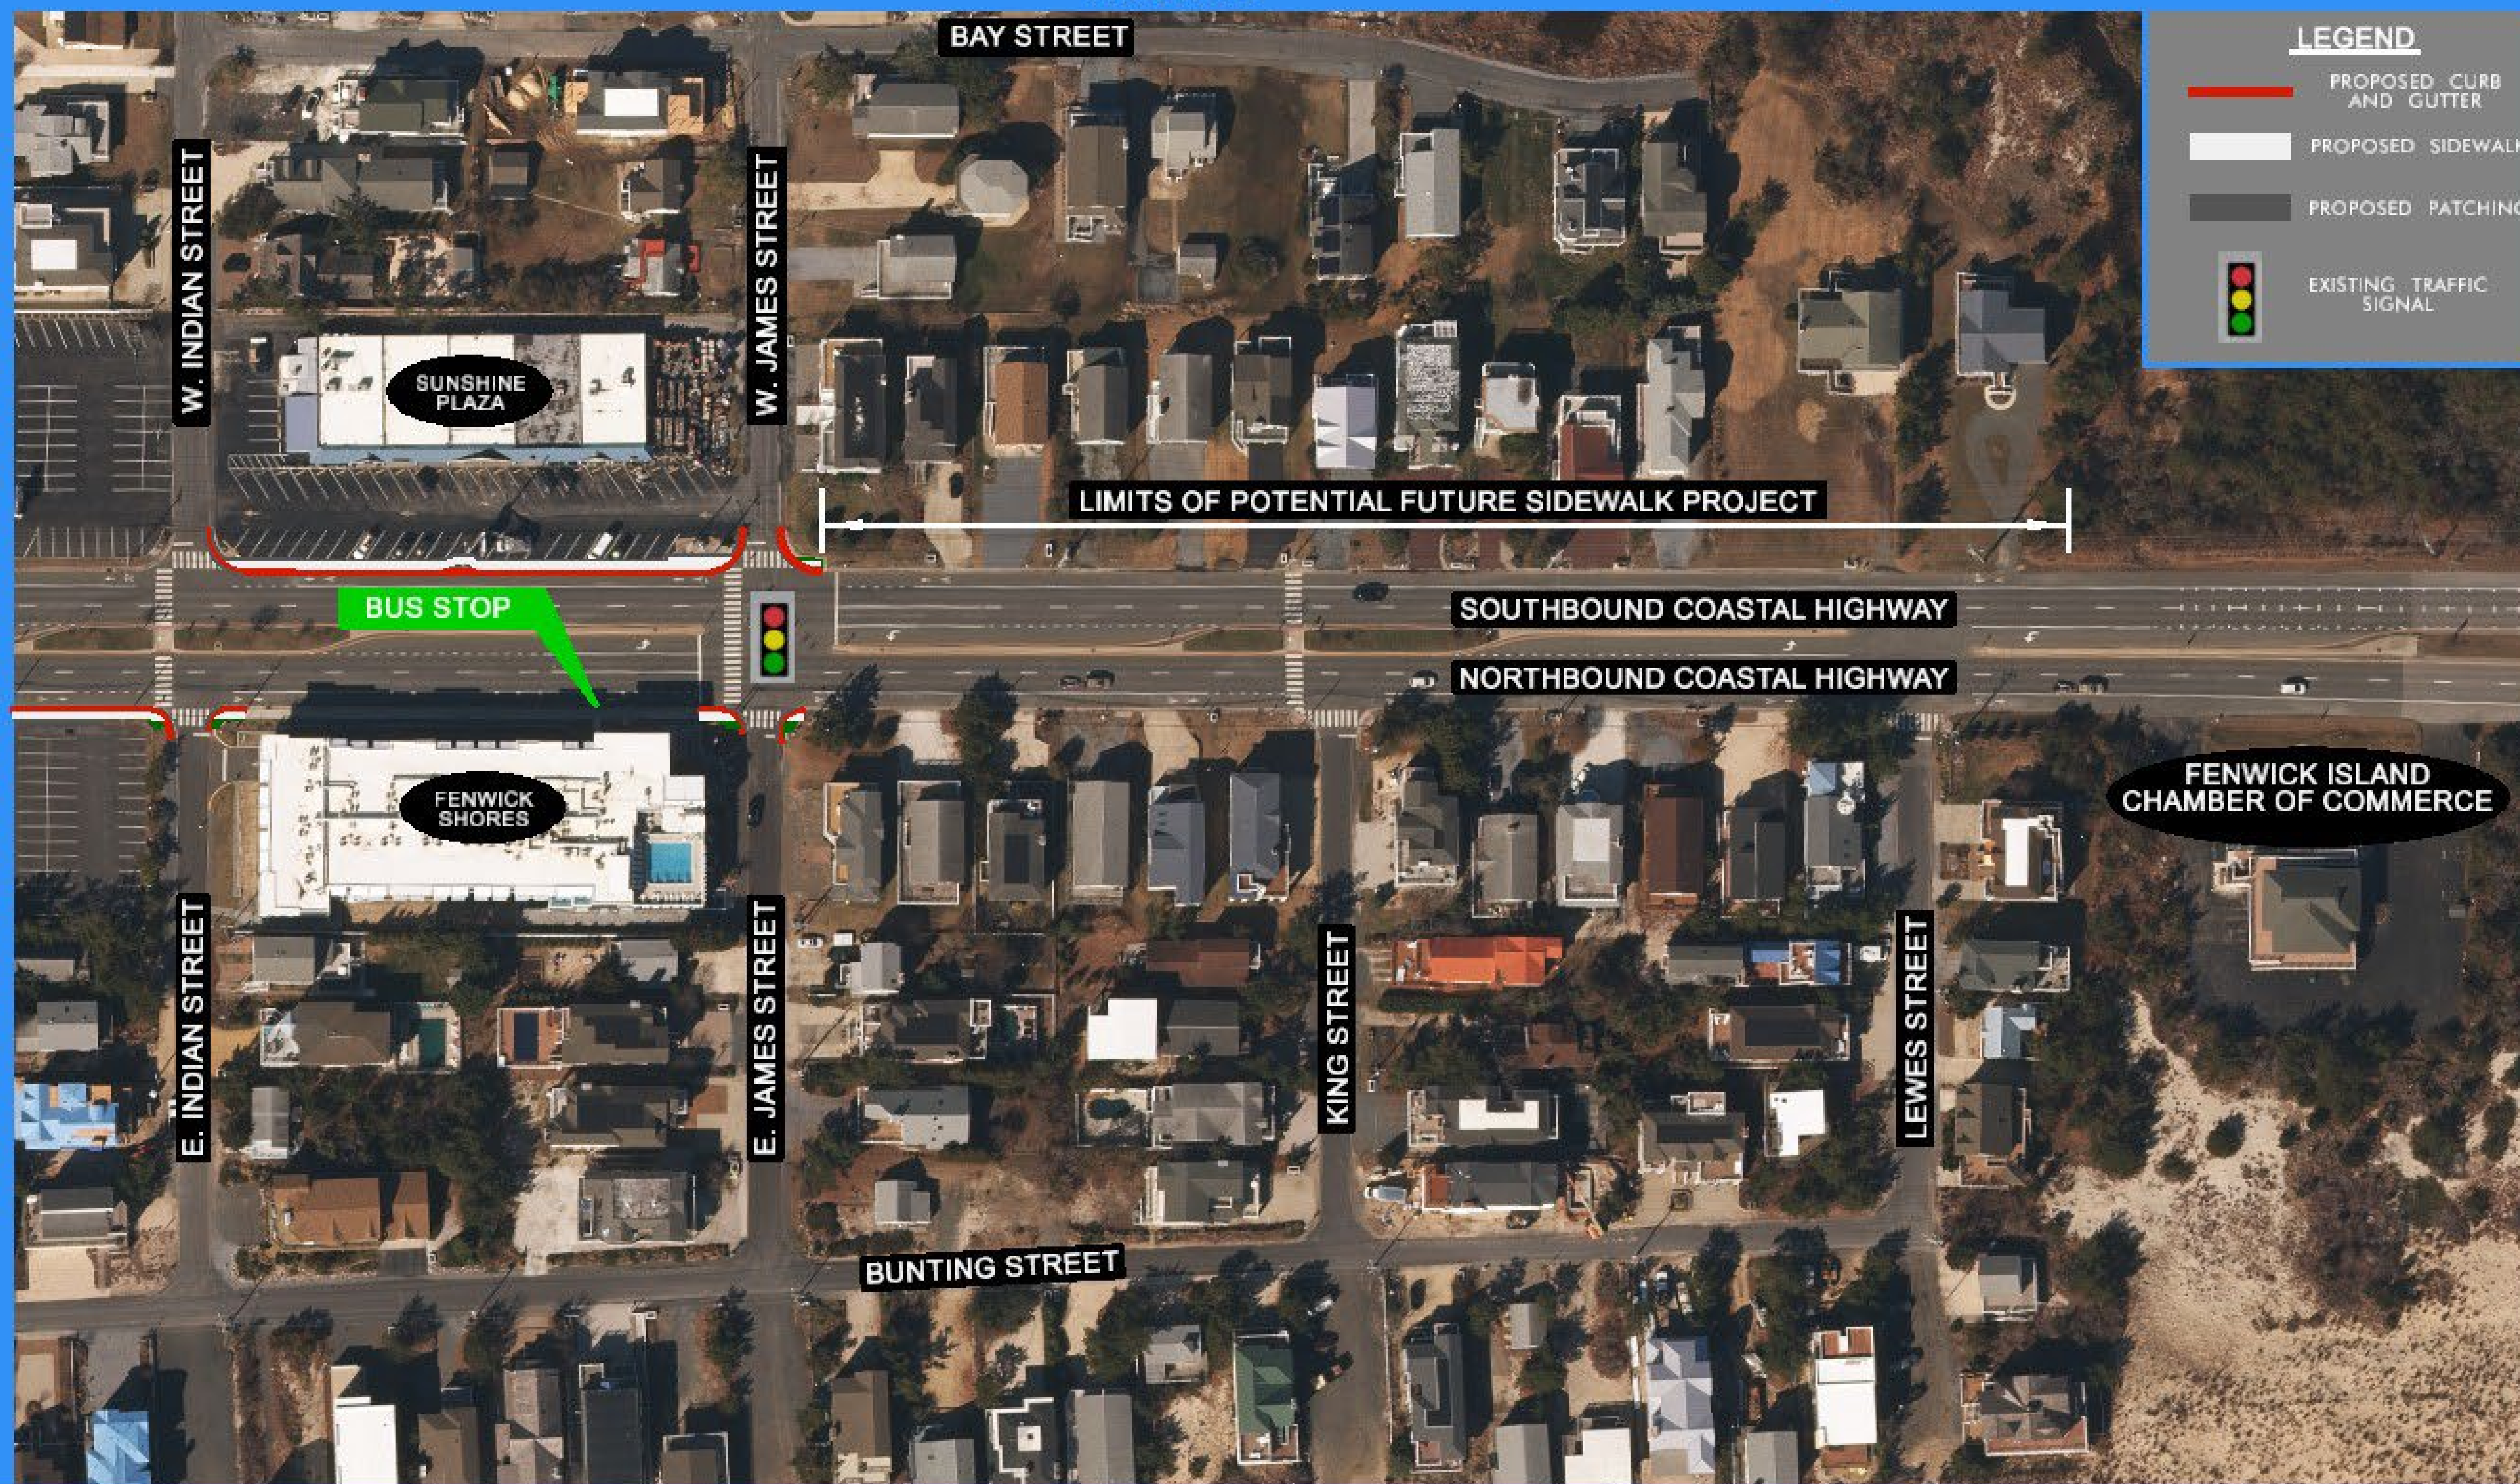 BAY STREET
LEGEND
PROPOSED CURB
AND GUTTER
PROPOSED SIDEWALK
PROPOSED PATCHING
EXISTING TRAFFIC
SIGNAL
W. INDIAN STREET
W. JAMES STREET
SUNSHINE
PLAZA
LIMITS OF POTENTIAL FUTURE SIDEWALK PROJECT
BUS STOP
SOUTHBOUND COASTAL HIGHWAY
NORTHBOUND COASTAL HIGHWAY
FENWICK
SHORES
FENWICK ISLAND
CHAMBER OF COMMERCE
E. INDIAN STREET
E. JAMES STREET
KING STREET
LEWES STREET
BUNTING STREET